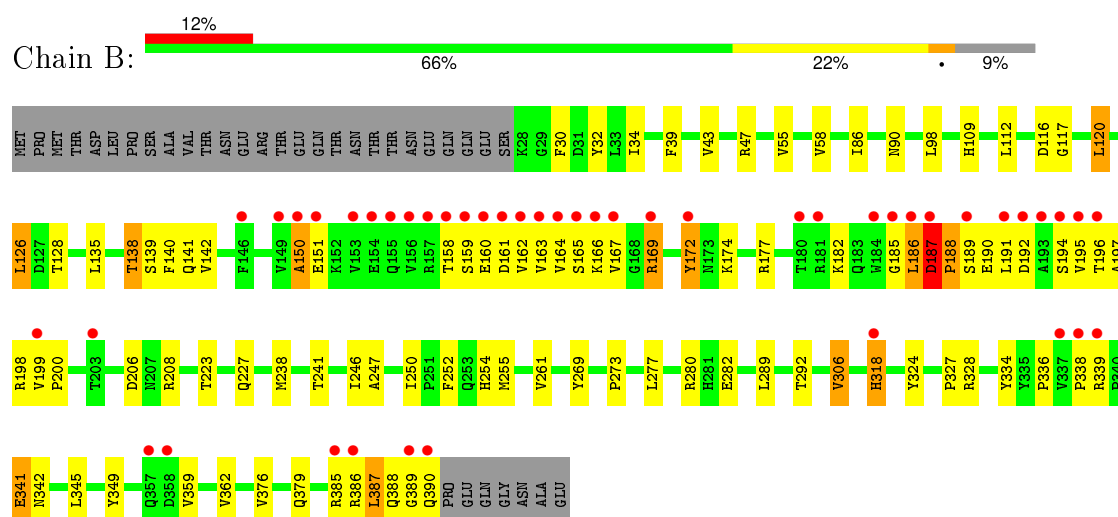 12%
Chain B:
66% 22% • 9%
MET PRO MET THR ASP LEU PRO SER ALA VAL THR ASN GLU ARG THR GLU GLN THR ASN THR THR ASN GLU GLN GLN GLU SER K28 G29 F30 D31 Y32 L33 I34 F39 V43 R47 V55 V58 I86 N90 L98 H109 L112 D116 G117 L120
L126 D127 T128 L135 T138 S139 F140 Q141 V142 F146 V149 A150 E151 K152 V153 E154 Q155 V156 R157 T158 S159 E160 D161 V162 V163 V164 S165 K166 V167 G168 R169 Y172 N173 K174 R177 T180 R181 K182 Q183 W184 G185 L186 D187 P188 S189 E190 L191 D192 A193 S194 V195 T196 A197
R198 V199 P200 T203 D206 N207 R208 T223 Q227 M238 T241 I246 A247 I250 P251 F252 Q253 H254 M255 V261 Y269 P273 L277 R280 H281 E282 L289 T292 V306 H318 Y324 P327 R328 Y334 Y335 P336 V337 P338 R339 P340
E341 N342 L345 Y349 Q357 D358 V359 V362 V376 Q379 R385 R386 L387 Q388 G389 Q390 PRO GLU GLN GLY ASN ALA GLU